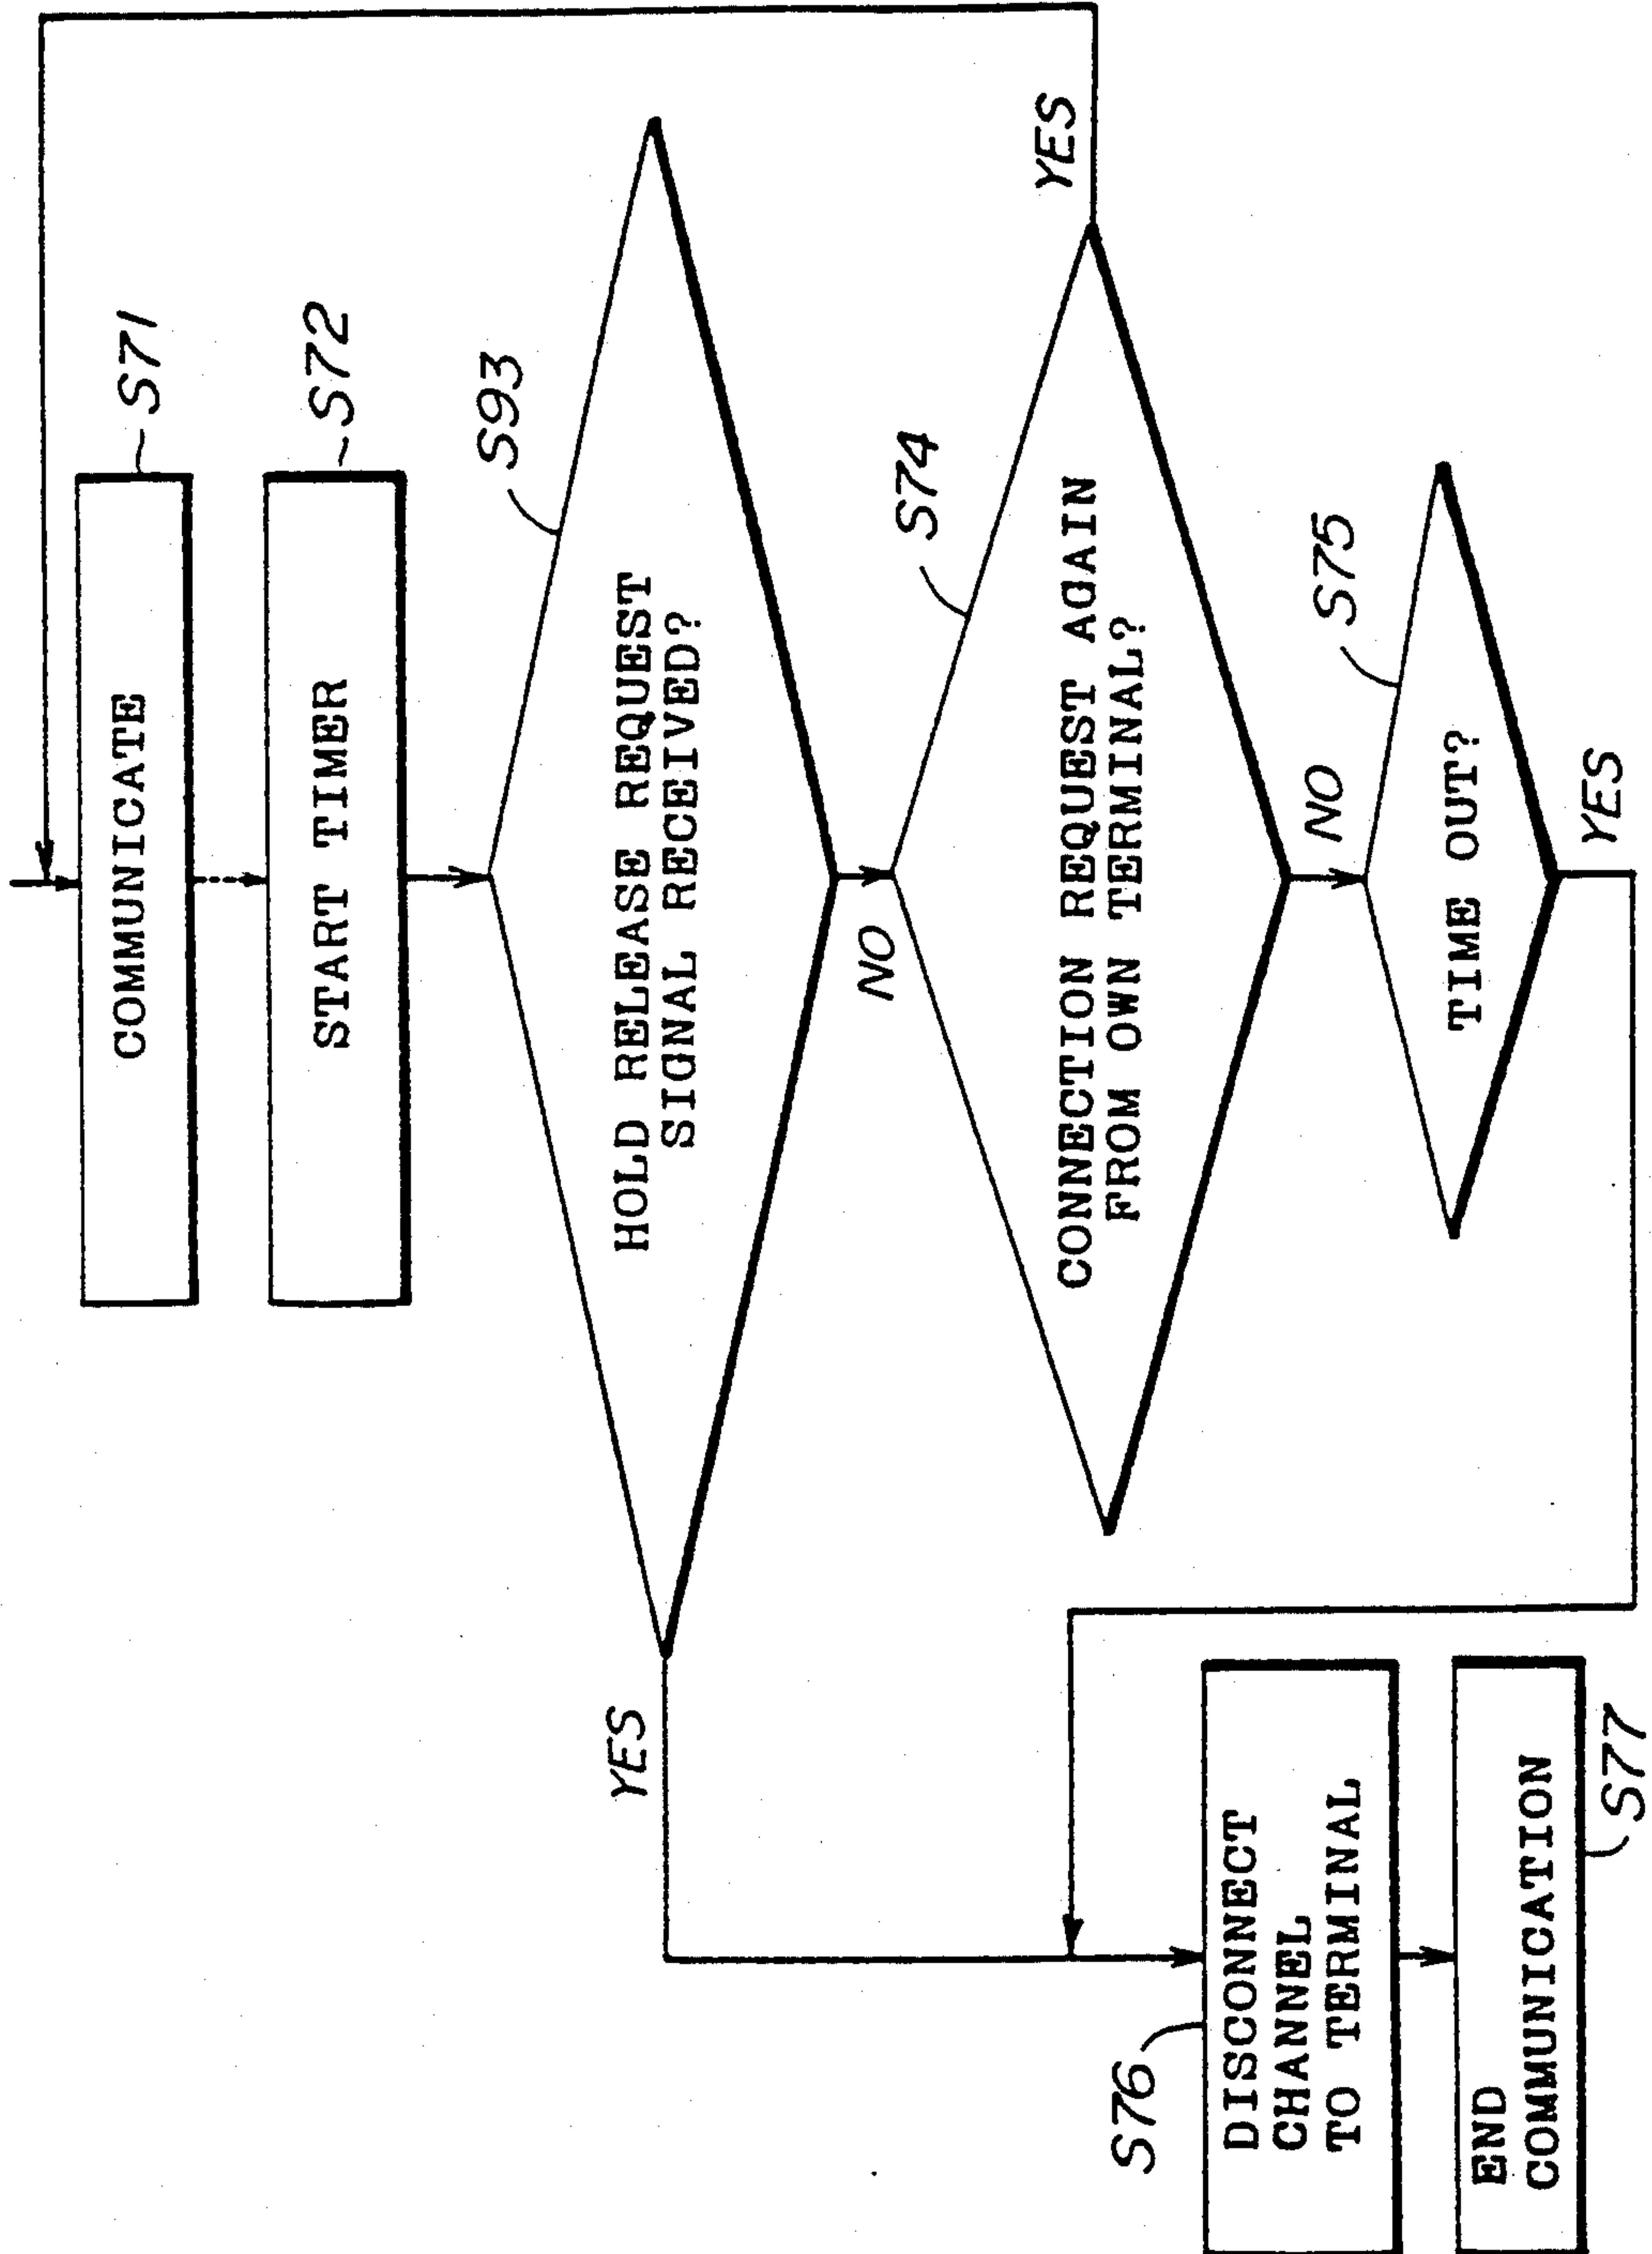 COMMUNICATE
S71
START TIMER
S72
S93
HOLD RELEASE REQUEST
SIGNAL RECEIVED?
YES
NO
S74
CONNECTION REQUEST AGAIN
FROM OWN TERMINAL?
YES
NO
S75
TIME OUT?
YES
S76
DISCONNECT
CHANNEL
TO TERMINAL
END
COMMUNICATION
S77